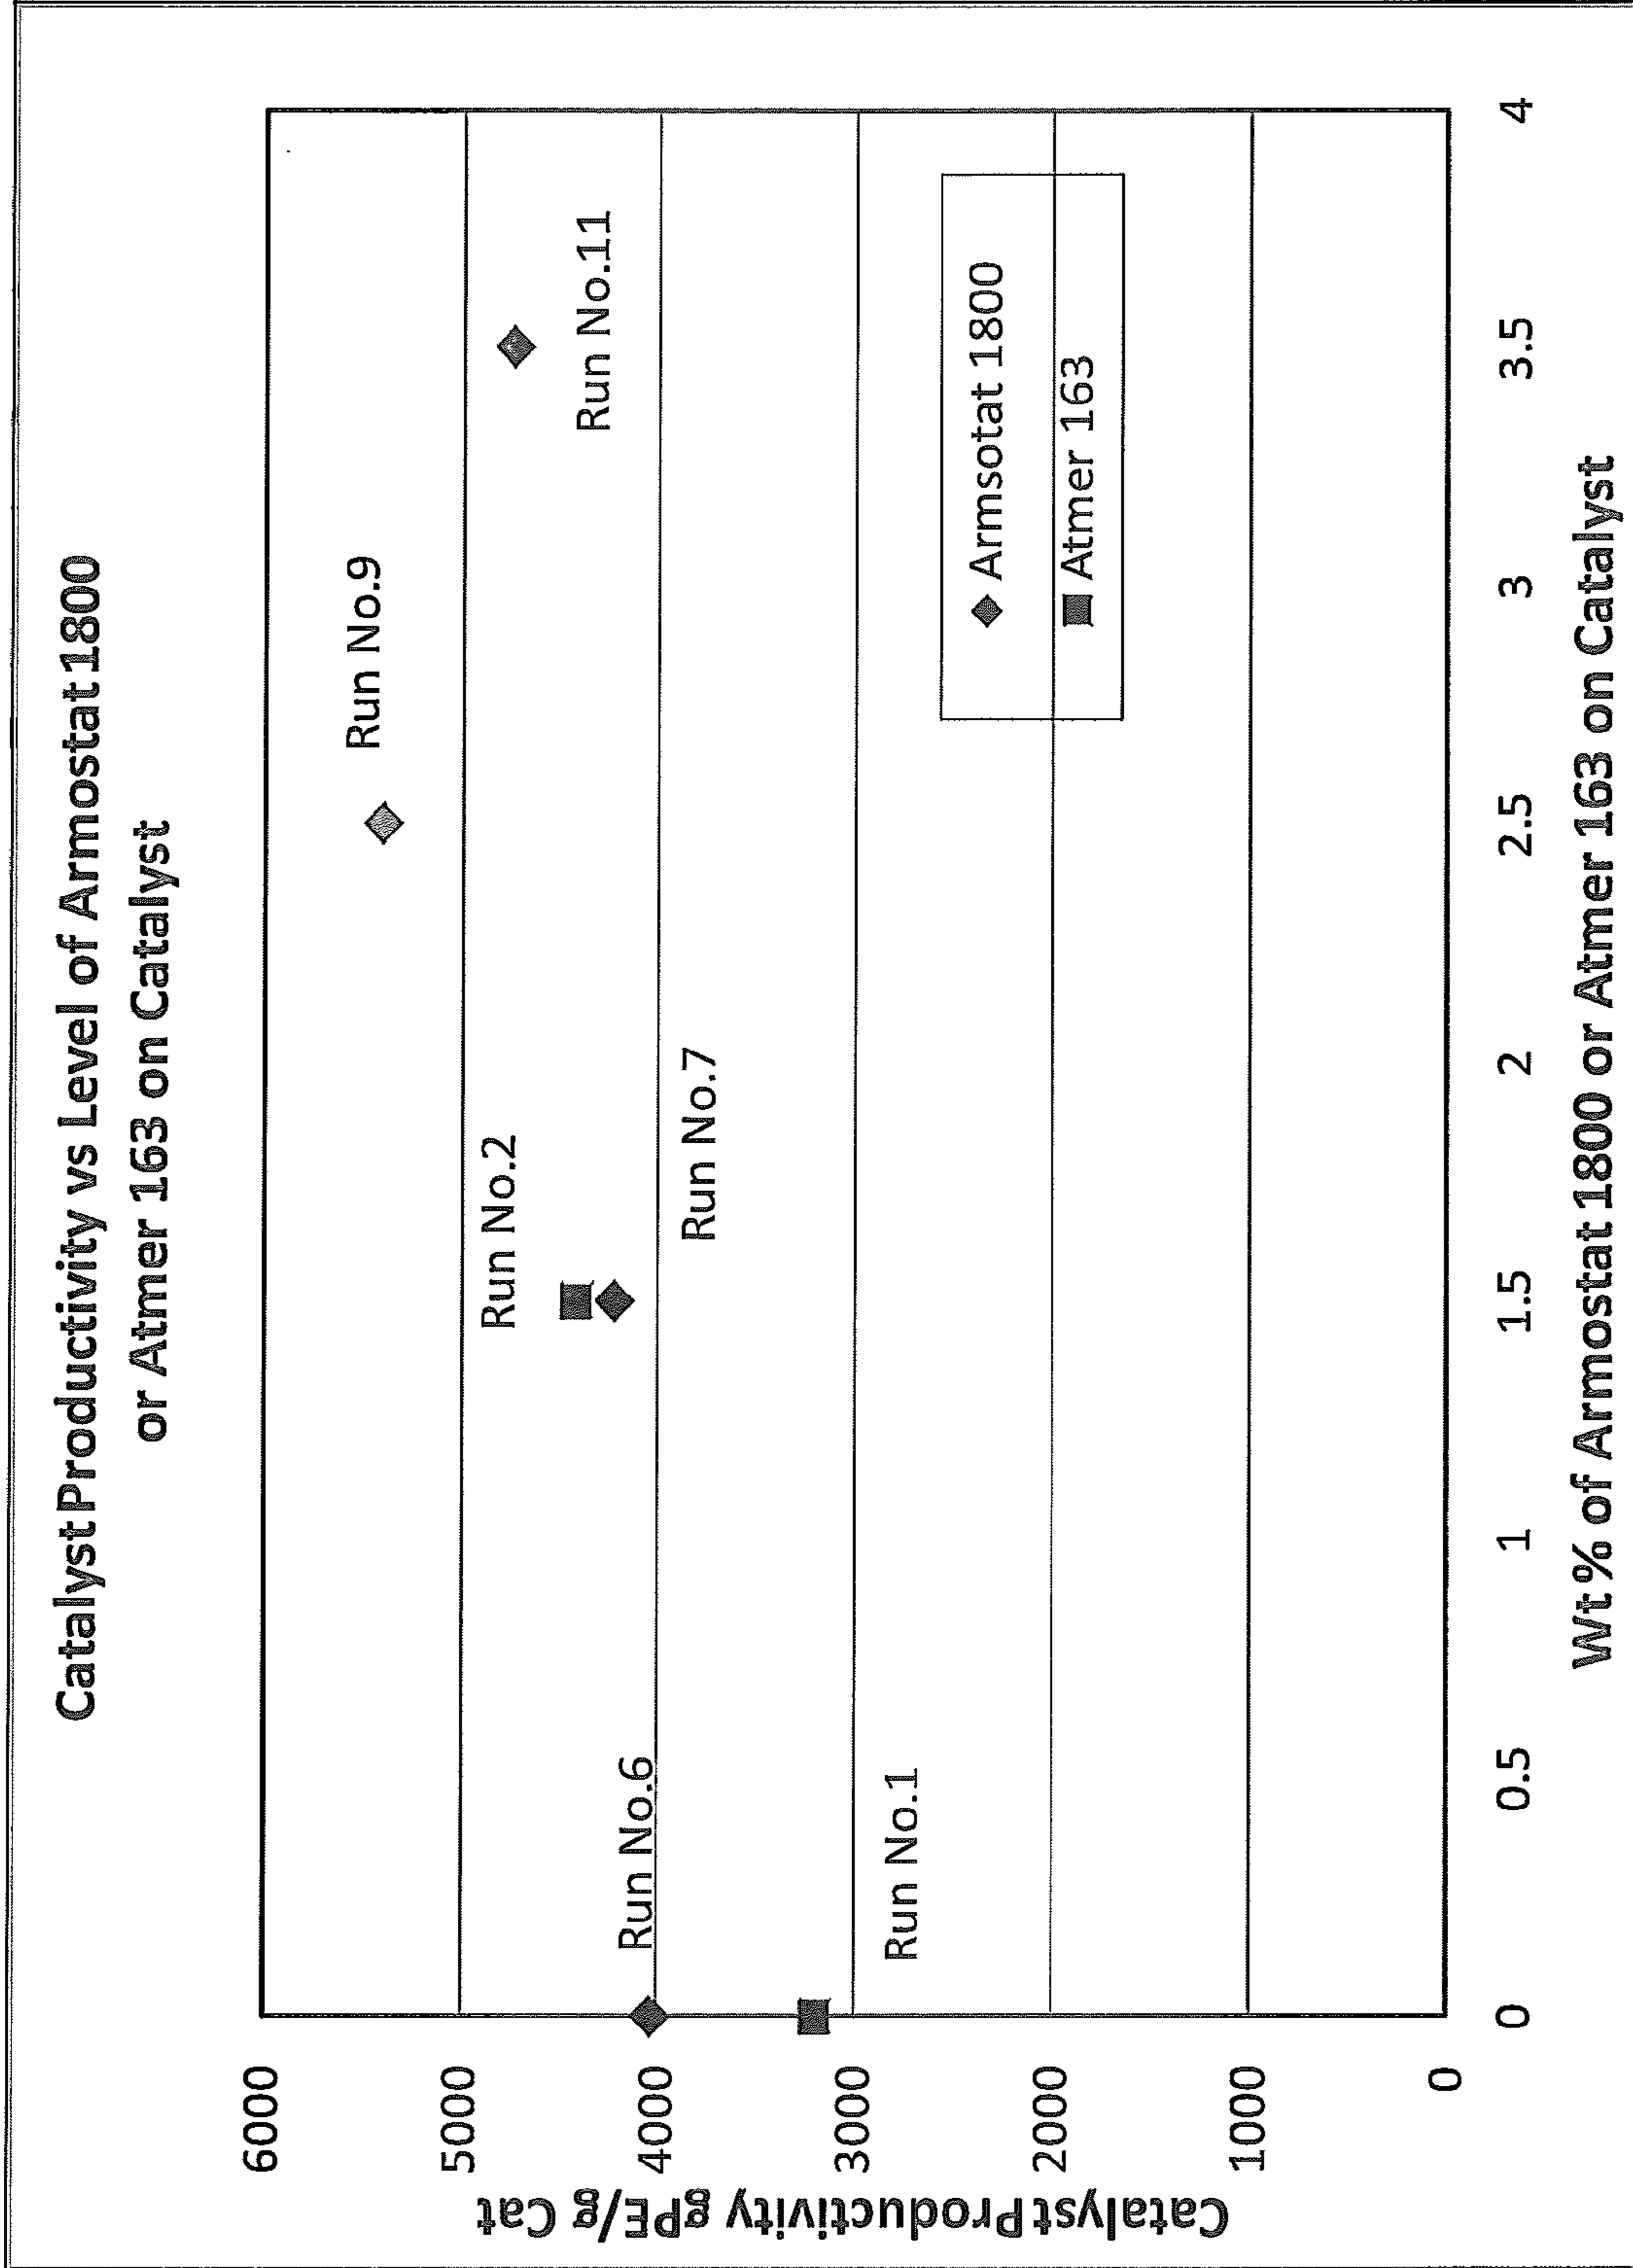 Catalyst Productivity vs Level of Armostat 1800
or Atmer 163 on Catalyst
Catalyst Productivity gPE/g Cat
6000
5000
4000
3000
2000
1000
0
Run No.9
Run No.11
Run No.2
Run No.7
Run No.6
Run No.1
Armsotat 1800
Atmer 163
0 0.5 1 1.5 2 2.5 3 3.5 4
Wt % of Armostat 1800 or Atmer 163 on Catalyst